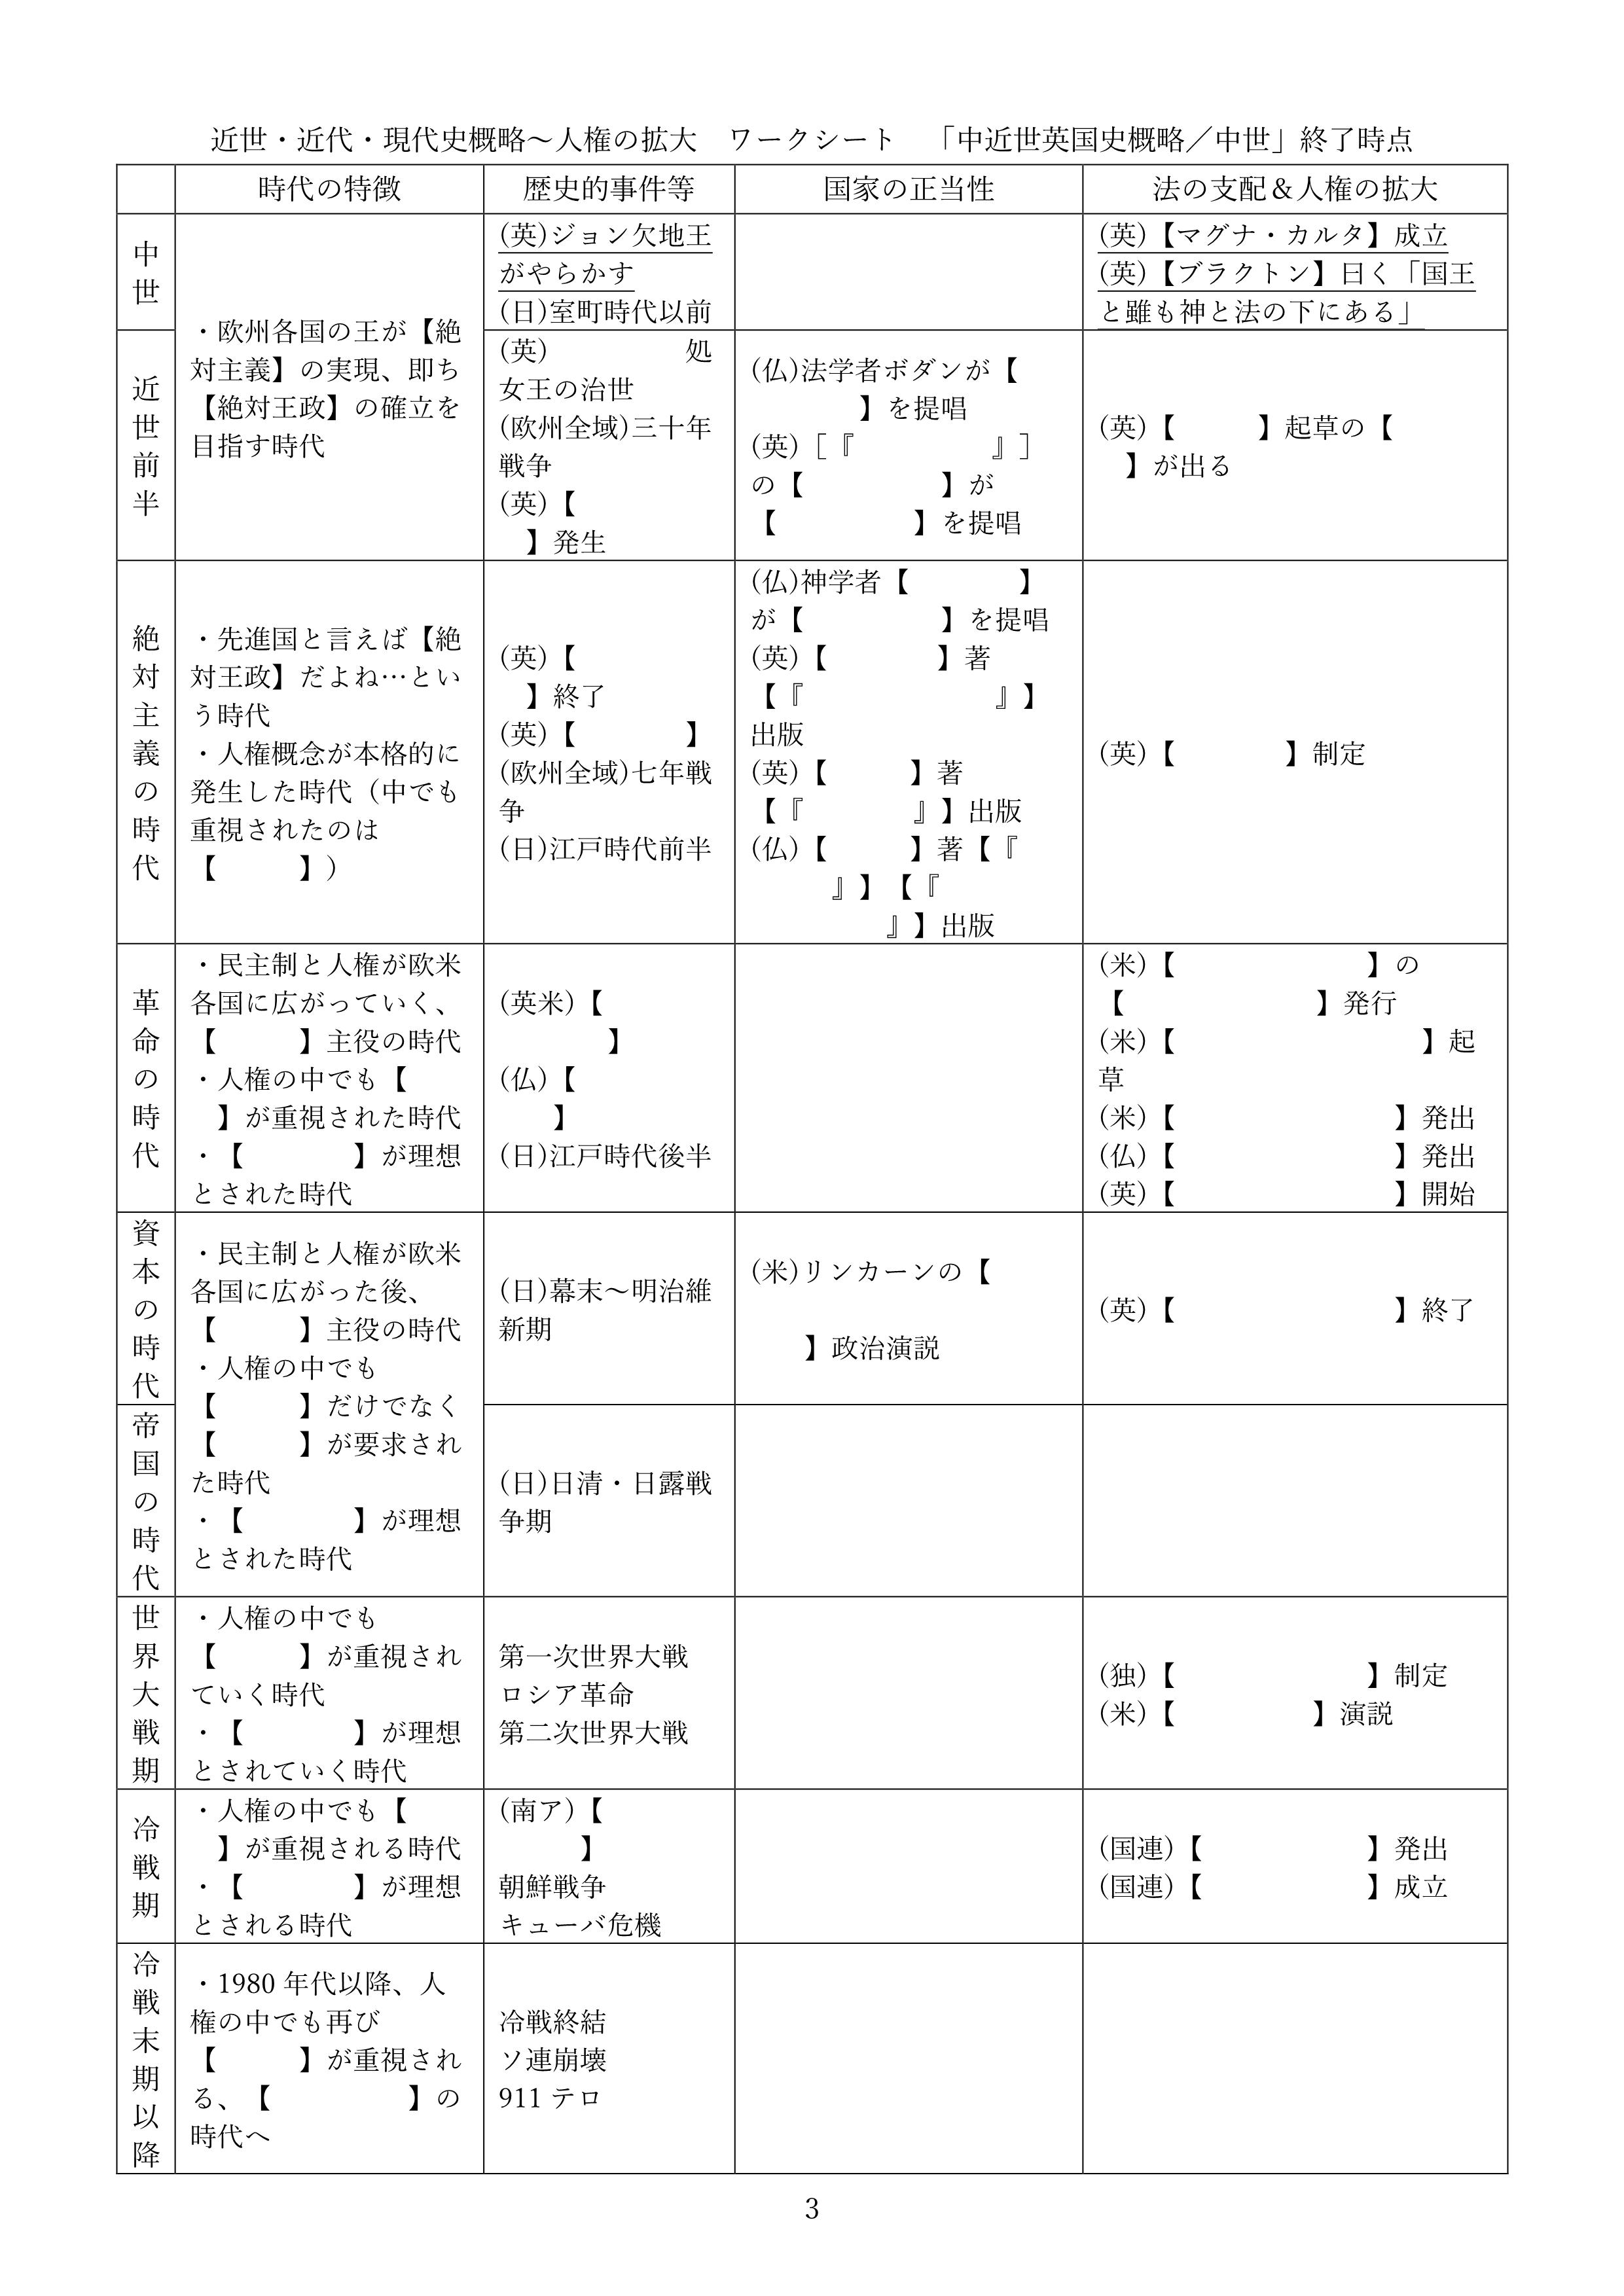 近世・近代・現代史概略～人権の拡大　ワークシート　「中近世英国史概略／中世」終了時点
時代の特徴
歴史的事件等
国家の正当性
法の支配＆人権の拡大
中世
・欧州各国の王が【絶
対主義】の実現、即ち
【絶対王政】の確立を
目指す時代
(英)ジョン欠地王
がやらかす
(日)室町時代以前
(英)【マグナ・カルタ】成立
(英)【ブラクトン】曰く「国王
と雖も神と法の下にある」
近世前半
(英)　　　　　処
女王の治世
(欧州全域)三十年
戦争
(英)【
　】発生
(仏)法学者ボダンが【
　　　　】を提唱
(英)［『　　　　　』］
の【　　　　　】が
【　　　　　】を提唱
(英)【　　　】起草の【
　】が出る
絶対主義の時代
・先進国と言えば【絶
対王政】だよね…とい
う時代
・人権概念が本格的に
発生した時代（中でも
重視されたのは
【　　　】）
(英)【
　】終了
(英)【　　　　】
(欧州全域)七年戦
争
(日)江戸時代前半
(仏)神学者【　　　　】
が【　　　　　】を提唱
(英)【　　　　】著
【『　　　　　　　』】
出版
(英)【　　　】著
【『　　　　』】出版
(仏)【　　　】著【『
　　　』】【『
　　　　　』】出版
(英)【　　　　】制定
革命の時代
・民主制と人権が欧米
各国に広がっていく、
【　　　】主役の時代
・人権の中でも【
　】が重視された時代
・【　　　　】が理想
とされた時代
(英米)【
　　　　】
(仏)【
　　】
(日)江戸時代後半
(米)【　　　　　　　】の
【　　　　　　　】発行
(米)【　　　　　　　　　】起
草
(米)【　　　　　　　　】発出
(仏)【　　　　　　　　】発出
(英)【　　　　　　　　】開始
資本の時代
・民主制と人権が欧米
各国に広がった後、
【　　　】主役の時代
・人権の中でも
【　　　】だけでなく
【　　　】が要求され
た時代
・【　　　　】が理想
とされた時代
(日)幕末～明治維
新期
(米)リンカーンの【
　　】政治演説
(英)【　　　　　　　　】終了
帝国の時代
(日)日清・日露戦
争期
世界大戦期
・人権の中でも
【　　　】が重視され
ていく時代
・【　　　　】が理想
とされていく時代
第一次世界大戦
ロシア革命
第二次世界大戦
(独)【　　　　　　　】制定
(米)【　　　　　】演説
冷戦期
・人権の中でも【
　】が重視される時代
・【　　　　】が理想
とされる時代
(南ア)【
　　　】
朝鮮戦争
キューバ危機
(国連)【　　　　　　】発出
(国連)【　　　　　　】成立
冷戦末期以降
・1980 年代以降、人
権の中でも再び
【　　　】が重視され
る、【　　　　　】の
時代へ
冷戦終結
ソ連崩壊
911 テロ
3